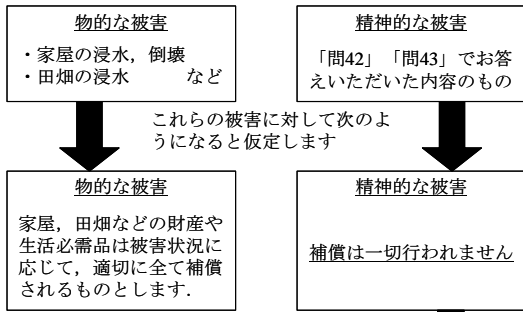 物的な被害
・家屋の浸水，倒壊
・田畑の浸水　　　など
精神的な被害
「問42」「問43」でお答
えいただいた内容のもの
これらの被害に対して次のよ
うになると仮定します
物的な被害
家屋，田畑などの財産や
生活必需品は被害状況に
応じて，適切に全て補償
されるものとします．
精神的な被害
補償は一切行われません